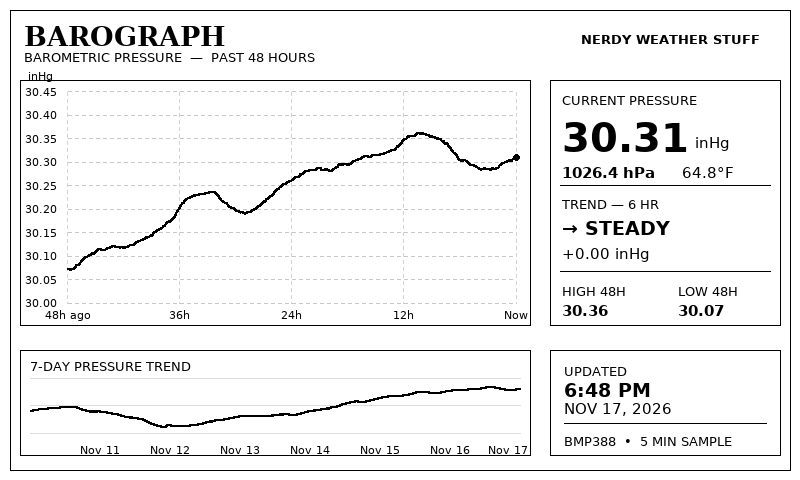 BAROGRAPH
BAROMETRIC PRESSURE — PAST 48 HOURS
NERDY WEATHER STUFF
inHg
30.45
30.40
30.35
30.30
30.25
30.20
30.15
30.10
30.05
30.00
48h ago 36h 24h 12h Now
CURRENT PRESSURE
30.31 inHg
1026.4 hPa 64.8°F
TREND — 6 HR
→ STEADY
+0.00 inHg
HIGH 48H LOW 48H
30.36 30.07
7-DAY PRESSURE TREND
Nov 11 Nov 12 Nov 13 Nov 14 Nov 15 Nov 16 Nov 17
UPDATED
6:48 PM
NOV 17, 2026
BMP388 • 5 MIN SAMPLE